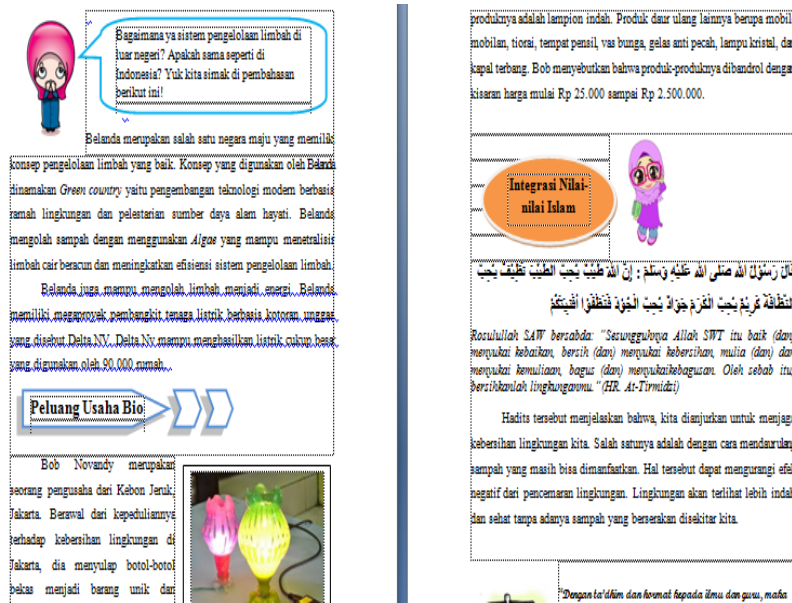 Bagaimana ya sistem pengelolaan limbah di
luar negeri? Apakah sama seperti di
Indonesia? Yuk kita simak di pembahasan
berikut ini!
Belanda merupakan salah satu negara maju yang memilik
konsep pengelolaan limbah yang baik. Konsep yang digunakan oleh Belanda
dinamakan Green country yaitu pengembangan teknologi modern berbasis
ramah lingkungan dan pelestarian sumber daya alam hayati. Belanda
mengolah sampah dengan menggunakan Algae yang mampu menetralisis
limbah cair beracun dan meningkatkan efisiensi sistem pengelolaan limbah.
Belanda juga mampu mengolah limbah menjadi energi. Belanda
memiliki megaproyek pembangkit tenaga listrik berbasis kotoran unggas
yang disebut Delta NV. Delta Nv mampu menghasilkan listrik cukup besa
yang digunakan oleh 90.000 rumah.
Peluang Usaha Bio
Bob Novandy merupakan
seorang pengusaha dari Kebon Jeruk,
Jakarta. Berawal dari kepeduliannya
terhadap kebersihan lingkungan di
Jakarta, dia menyulap botol-botol
bekas menjadi barang unik dan
produknya adalah lampion indah. Produk daur ulang lainnya berupa mobil
mobilan, tiorai, tempat pensil, vas bunga, gelas anti pecah, lampu kristal, dan
kapal terbang. Bob menyebutkan bahwa produk-produknya dibandrol dengan
kisaran harga mulai Rp 25.000 sampai Rp 2.500.000.
Integrasi Nilai-
nilai Islam
قَالَ رَسُوْلُ الله صَلى الله عَلَيْهِ وَسَلمَ : إِنَّ اللهَ طَيِّبٌ يُحِبُّ الطَّيِّبَ نَظِيْفٌ يُحِبُّ
النَّظَافَةَ كَرِيْمٌ يُحِبُّ الْكَرَمَ جَوَادٌ يُحِبُّ الْجُوْدَ فَنَظِّفُوْا أَفْنِيَتَكُمْ
Rosulullah SAW bersabda: "Sesungguhnya Allah SWT itu baik (dan)
menyukai kebaikan, bersih (dan) menyukai kebersihan, mulia (dan) dan
menyukai kemuliaan, bagus (dan) menyukaikebagusan. Oleh sebab itu,
bersihkanlah lingkunganmu." (HR. At-Tirmidzi)
Hadits tersebut menjelaskan bahwa, kita dianjurkan untuk menjaga
kebersihan lingkungan kita. Salah satunya adalah dengan cara mendaurulang
sampah yang masih bisa dimanfaatkan. Hal tersebut dapat mengurangi efek
negatif dari pencemaran lingkungan. Lingkungan akan terlihat lebih indah
dan sehat tanpa adanya sampah yang berserakan disekitar kita.
"Dengan ta'dhim dan hormat kepada ilmu dan guru, maka